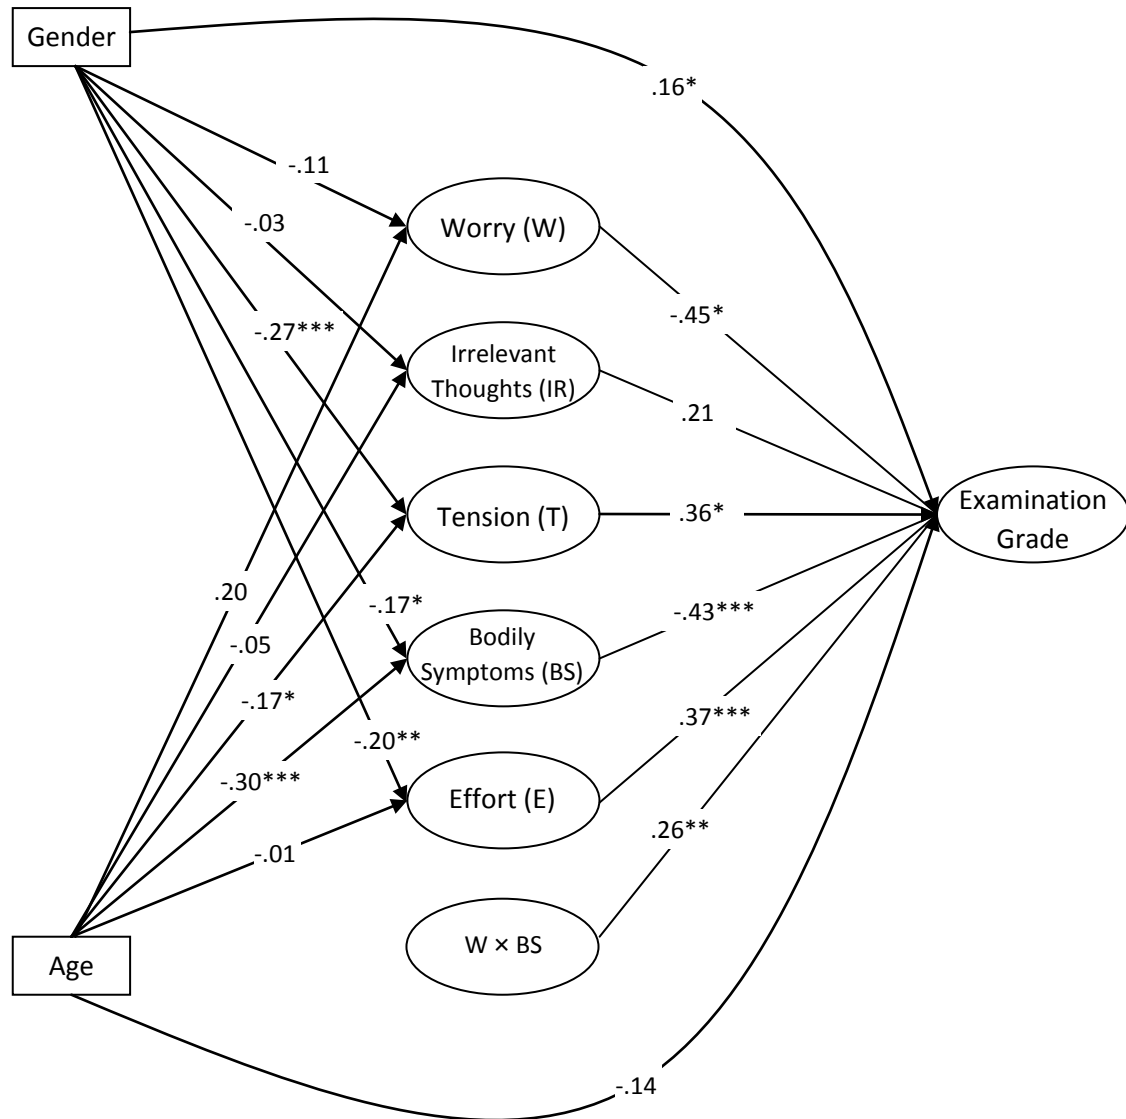 Gender
.16*
-.11
-.03
Worry (W)
-.45*
-.27***
Irrelevant
Thoughts (IR)
.21
Tension (T)
.36*
Examination
Grade
.20
-.17*
-.43***
-.05
Bodily
Symptoms (BS)
-.17*
-.20**
.37***
-.30***
Effort (E)
.26**
-.01
W × BS
Age
-.14